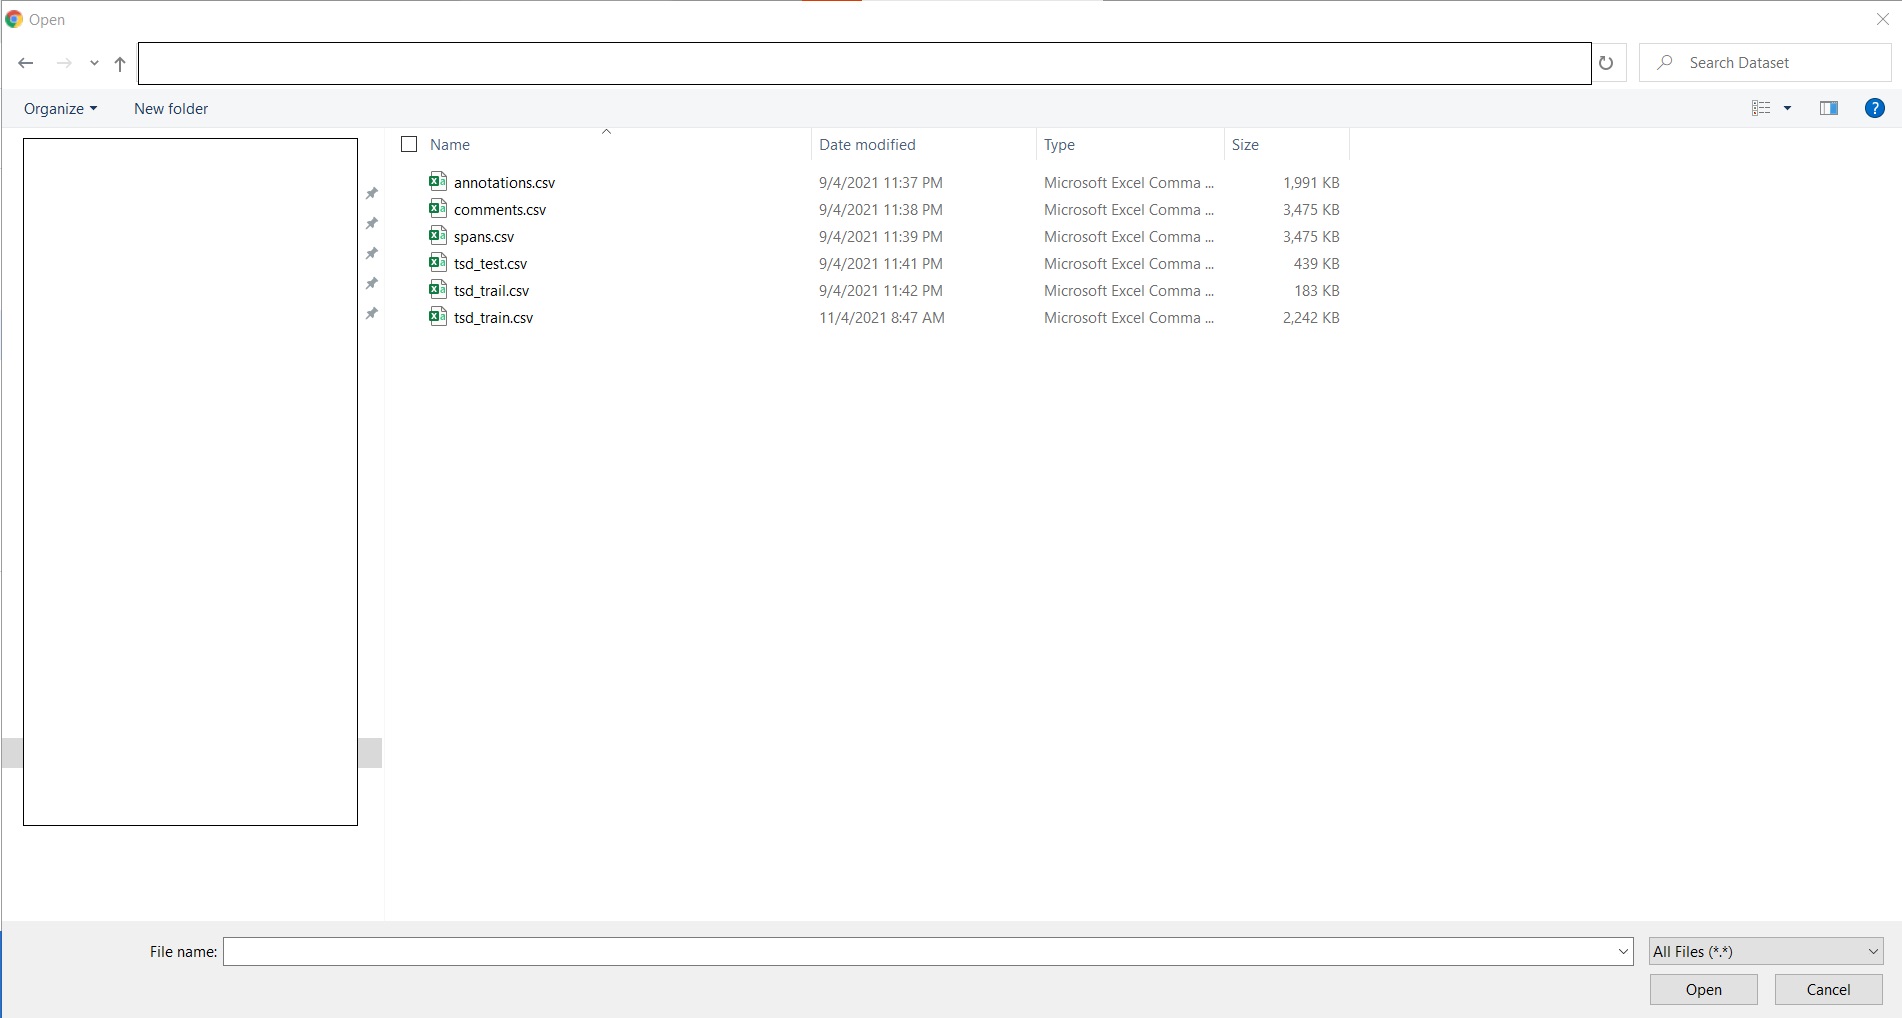 Open
Search Dataset
Organize New folder ?
Name Date modified Type Size
annotations.csv 9/4/2021 11:37 PM Microsoft Excel Comma ... 1,991 KB
comments.csv 9/4/2021 11:38 PM Microsoft Excel Comma ... 3,475 KB
spans.csv 9/4/2021 11:39 PM Microsoft Excel Comma ... 3,475 KB
tsd_test.csv 9/4/2021 11:41 PM Microsoft Excel Comma ... 439 KB
tsd_trail.csv 9/4/2021 11:42 PM Microsoft Excel Comma ... 183 KB
tsd_train.csv 11/4/2021 8:47 AM Microsoft Excel Comma ... 2,242 KB
File name: All Files (*.*)
Open Cancel